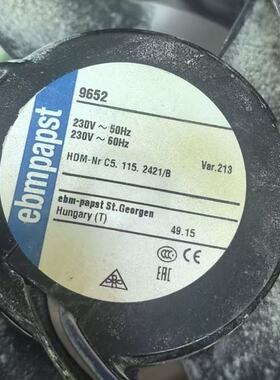 ebmpapst
9652
230V ~ 50Hz
230V ~ 60Hz
HDM-Nr C5. 115. 2421/B Var.213
ebm-papst St.Georgen
Hungary (T) 49.15
CCC CE EAC